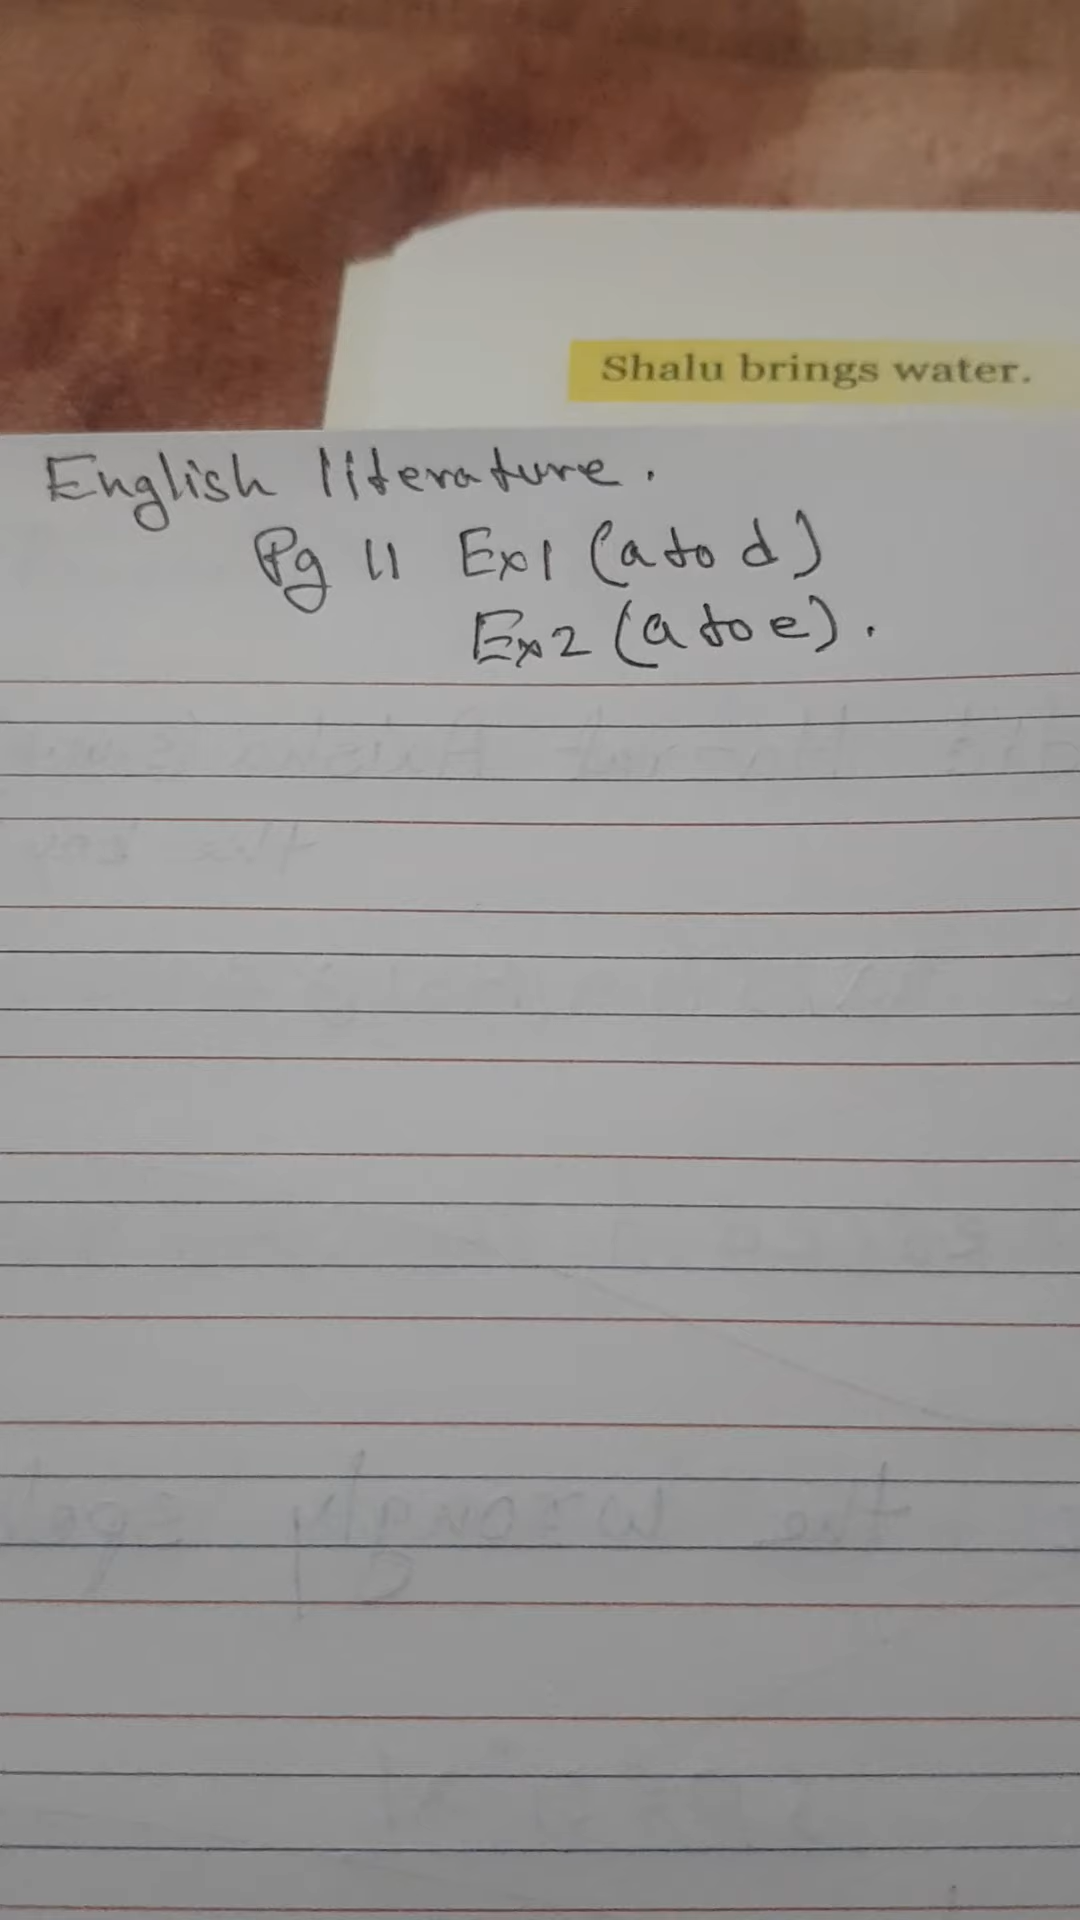 Shalu brings water.
English literature.
Pg 11 Ex1 (a to d)
Ex2 (a to e).